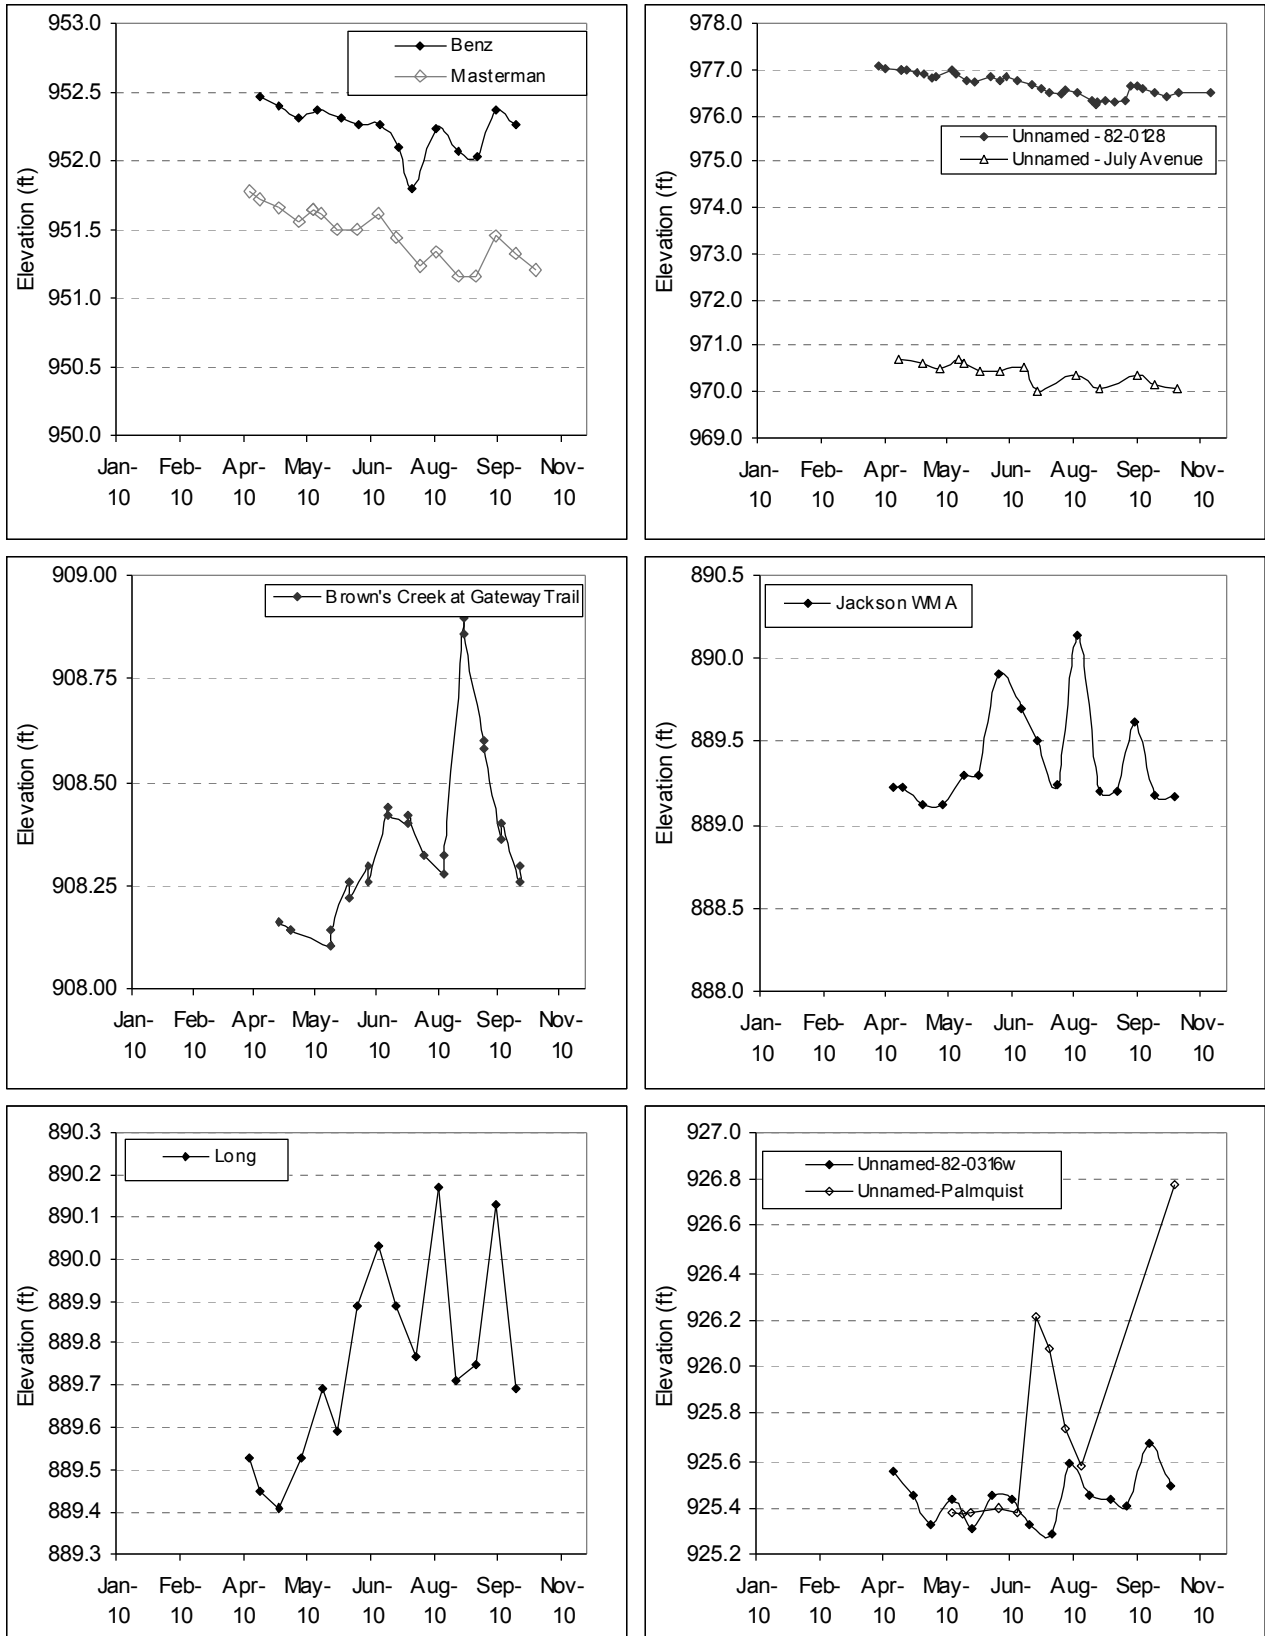 953.0
952.5
952.0
951.5
951.0
950.5
950.0
Elevation (ft)
Benz
Masterman
Jan-10 Feb-10 Apr-10 May-10 Jun-10 Aug-10 Sep-10 Nov-10
978.0
977.0
976.0
975.0
974.0
973.0
972.0
971.0
970.0
969.0
Elevation (ft)
Unnamed - 82-0128
Unnamed - July Avenue
Jan-10 Feb-10 Apr-10 May-10 Jun-10 Aug-10 Sep-10 Nov-10
909.00
908.75
908.50
908.25
908.00
Elevation (ft)
Brown's Creek at Gateway Trail
Jan-10 Feb-10 Apr-10 May-10 Jun-10 Aug-10 Sep-10 Nov-10
890.5
890.0
889.5
889.0
888.5
888.0
Elevation (ft)
Jackson WMA
Jan-10 Feb-10 Apr-10 May-10 Jun-10 Aug-10 Sep-10 Nov-10
890.3
890.2
890.1
890.0
889.9
889.8
889.7
889.6
889.5
889.4
889.3
Elevation (ft)
Long
Jan-10 Feb-10 Apr-10 May-10 Jun-10 Aug-10 Sep-10 Nov-10
927.0
926.8
926.6
926.4
926.2
926.0
925.8
925.6
925.4
925.2
Elevation (ft)
Unnamed-82-0316w
Unnamed-Palmquist
Jan-10 Feb-10 Apr-10 May-10 Jun-10 Aug-10 Sep-10 Nov-10